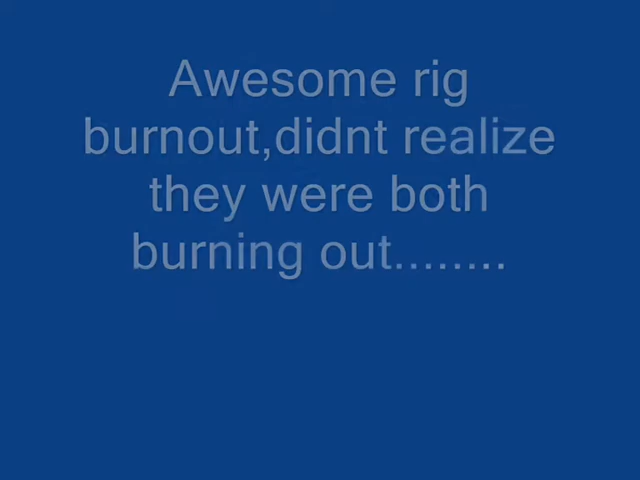 Awesome rig
burnout,didnt realize
they were both
burning out........